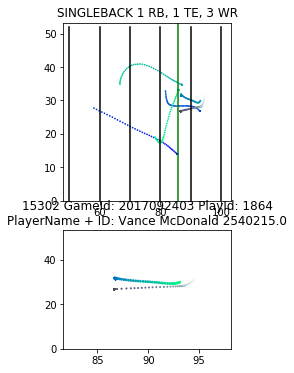 SINGLEBACK 1 RB, 1 TE, 3 WR
50
40
30
20
10
0
60 80 100
15302 GameId: 2017092403 PlayId: 1864
PlayerName + ID: Vance McDonald 2540215.0
40
20
0
85 90 95